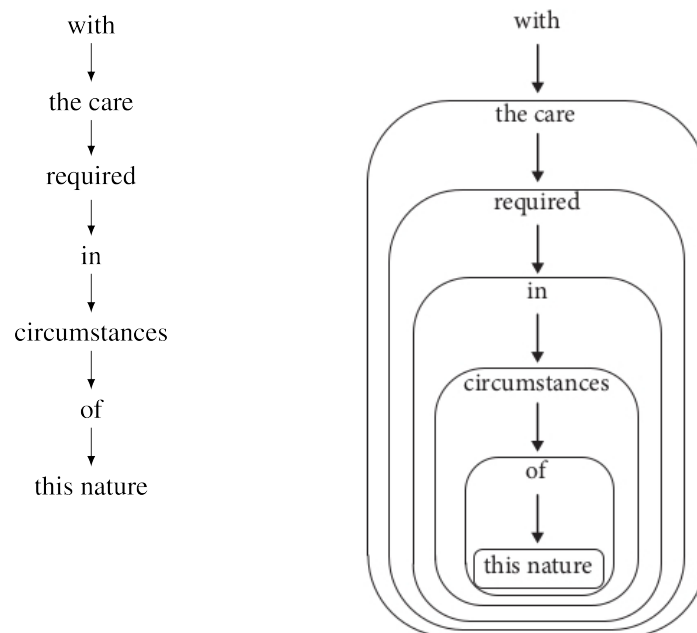 with
the care
required
in
circumstances
of
this nature
with
the care
required
in
circumstances
of
this nature